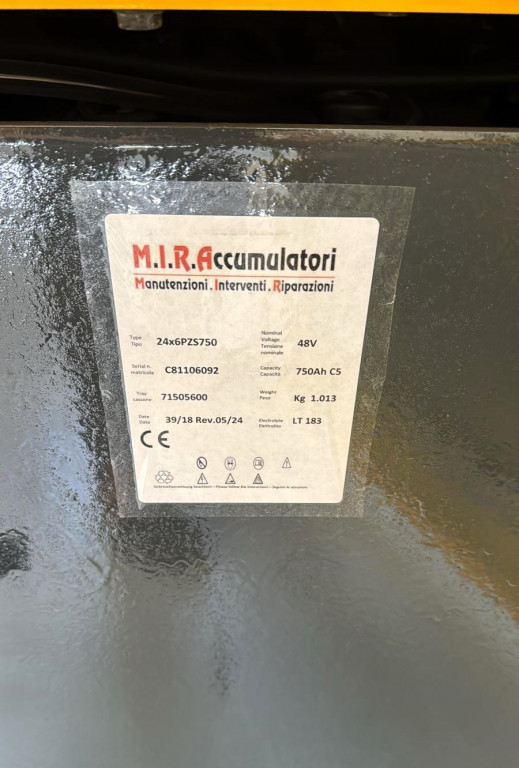 M.I.R.Accumulatori
Manutenzioni.Interventi.Riparazioni
Type
Tipo
24x6PZS750
Nominal
Voltage
Tensione
nominale
48V
Serial n.
matricola
C81106092
Capacity
Capacità
750Ah C5
Tray
Cassone
71505600
Weight
Peso
Kg 1.013
Date
Data
39/18 Rev.05/24
Electrolyte
Elettrolito
LT 183
CE